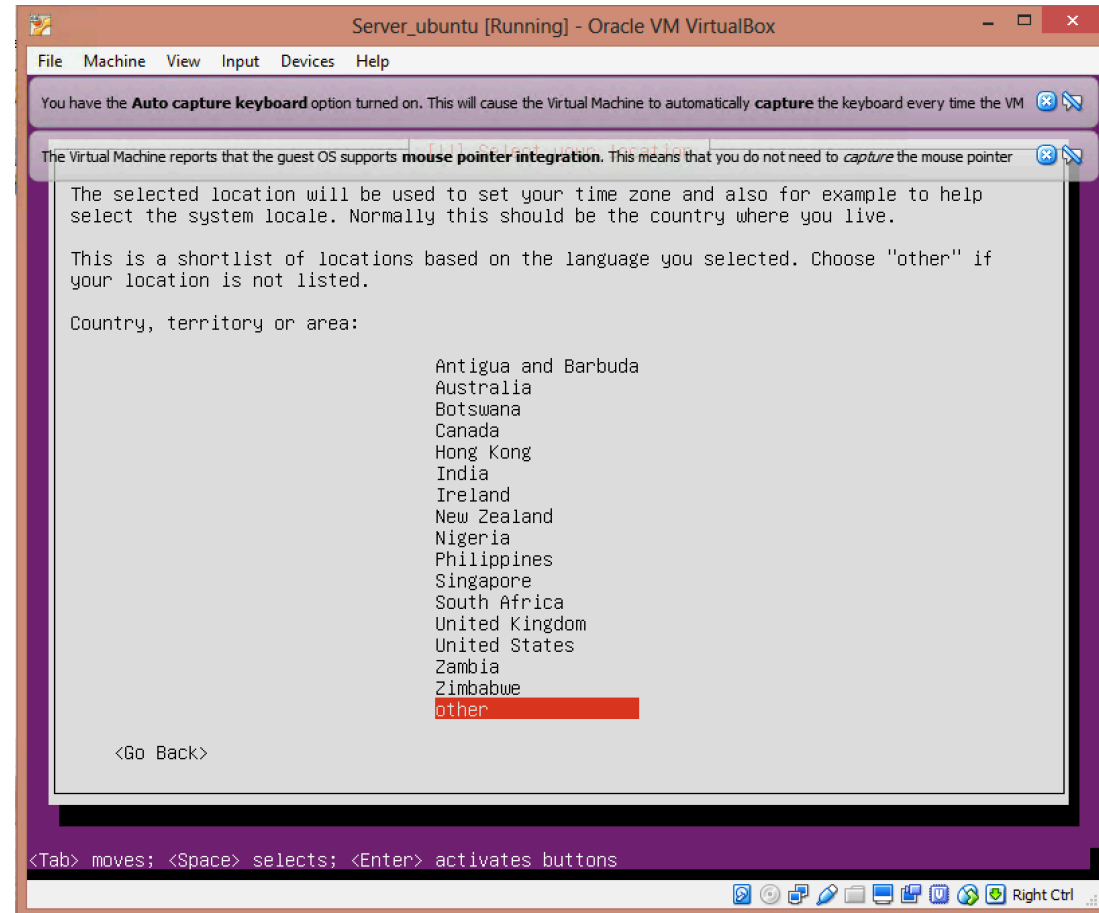 Server_ubuntu [Running] - Oracle VM VirtualBox
File Machine View Input Devices Help
You have the Auto capture keyboard option turned on. This will cause the Virtual Machine to automatically capture the keyboard every time the VM
[!!] Select your location
The Virtual Machine reports that the guest OS supports mouse pointer integration. This means that you do not need to capture the mouse pointer
The selected location will be used to set your time zone and also for example to help
select the system locale. Normally this should be the country where you live.
This is a shortlist of locations based on the language you selected. Choose "other" if
your location is not listed.
Country, territory or area:
Antigua and Barbuda
Australia
Botswana
Canada
Hong Kong
India
Ireland
New Zealand
Nigeria
Philippines
Singapore
South Africa
United Kingdom
United States
Zambia
Zimbabwe
other
<Go Back>
<Tab> moves; <Space> selects; <Enter> activates buttons
Right Ctrl